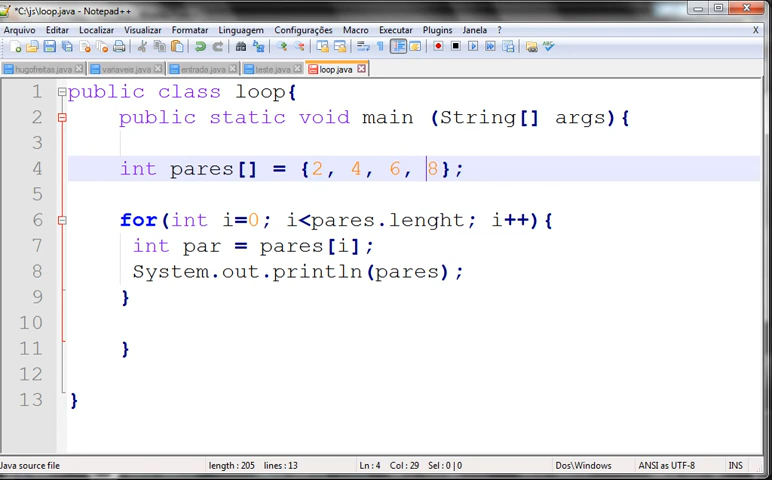 *C:\js\loop.java - Notepad++
Arquivo Editar Localizar Visualizar Formatar Linguagem Configurações Macro Executar Plugins Janela ? X
hugofreitas.java variaveis.java entrada.java teste.java loop.java
1 public class loop{
2 public static void main (String[] args){
3
4 int pares[] = {2, 4, 6, 8};
5
6 for(int i=0; i<pares.lenght; i++){
7 int par = pares[i];
8 System.out.println(pares);
9 }
10
11 }
12
13 }
Java source file length : 205 lines : 13 Ln : 4 Col : 29 Sel : 0 | 0 Dos\Windows ANSI as UTF-8 INS